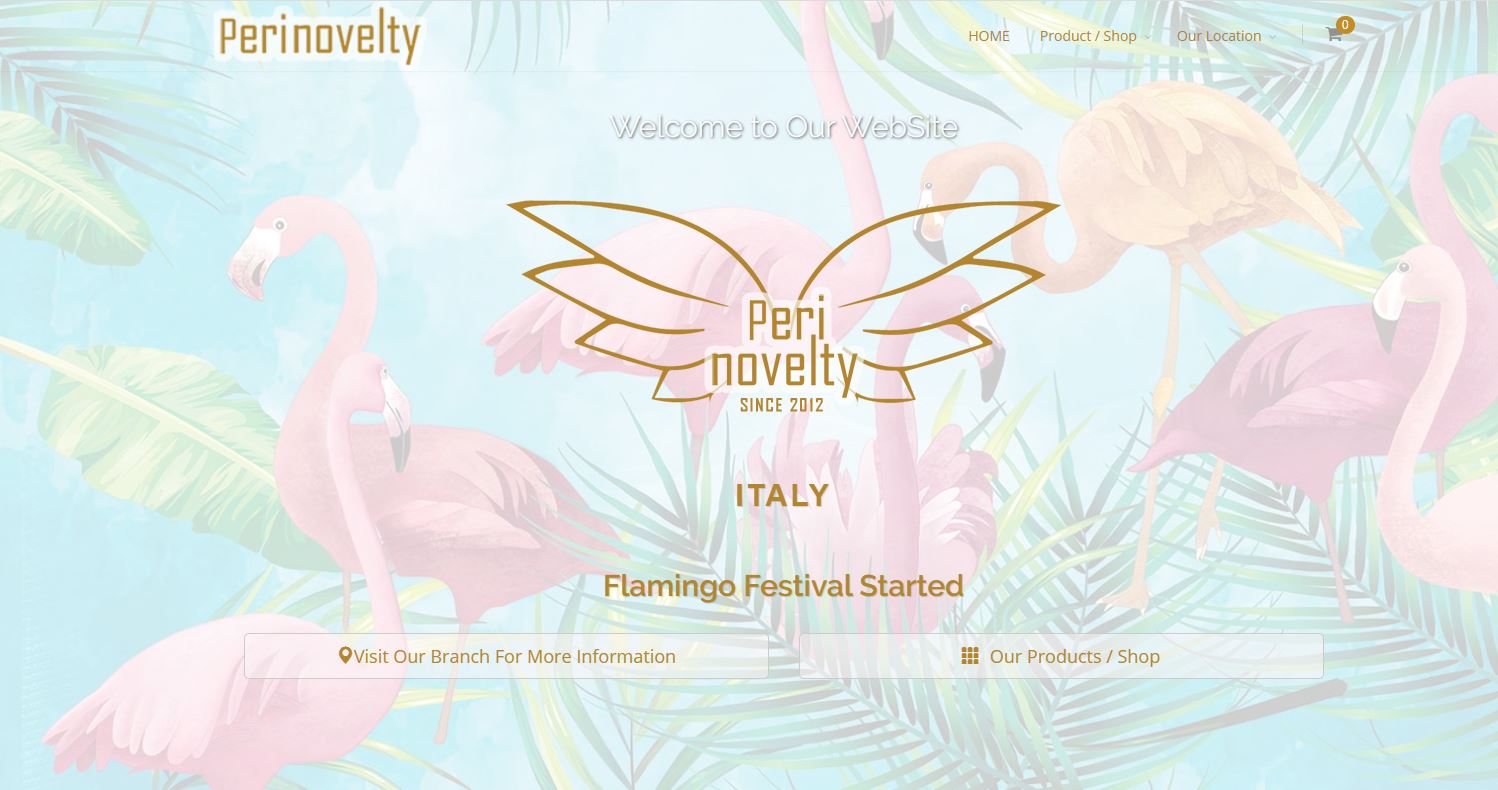 Perinovelty
HOME
Product / Shop
Our Location
0
Welcome to Our WebSite
Peri
novelty
SINCE 2012
ITALY
Flamingo Festival Started
Visit Our Branch For More Information
Our Products / Shop